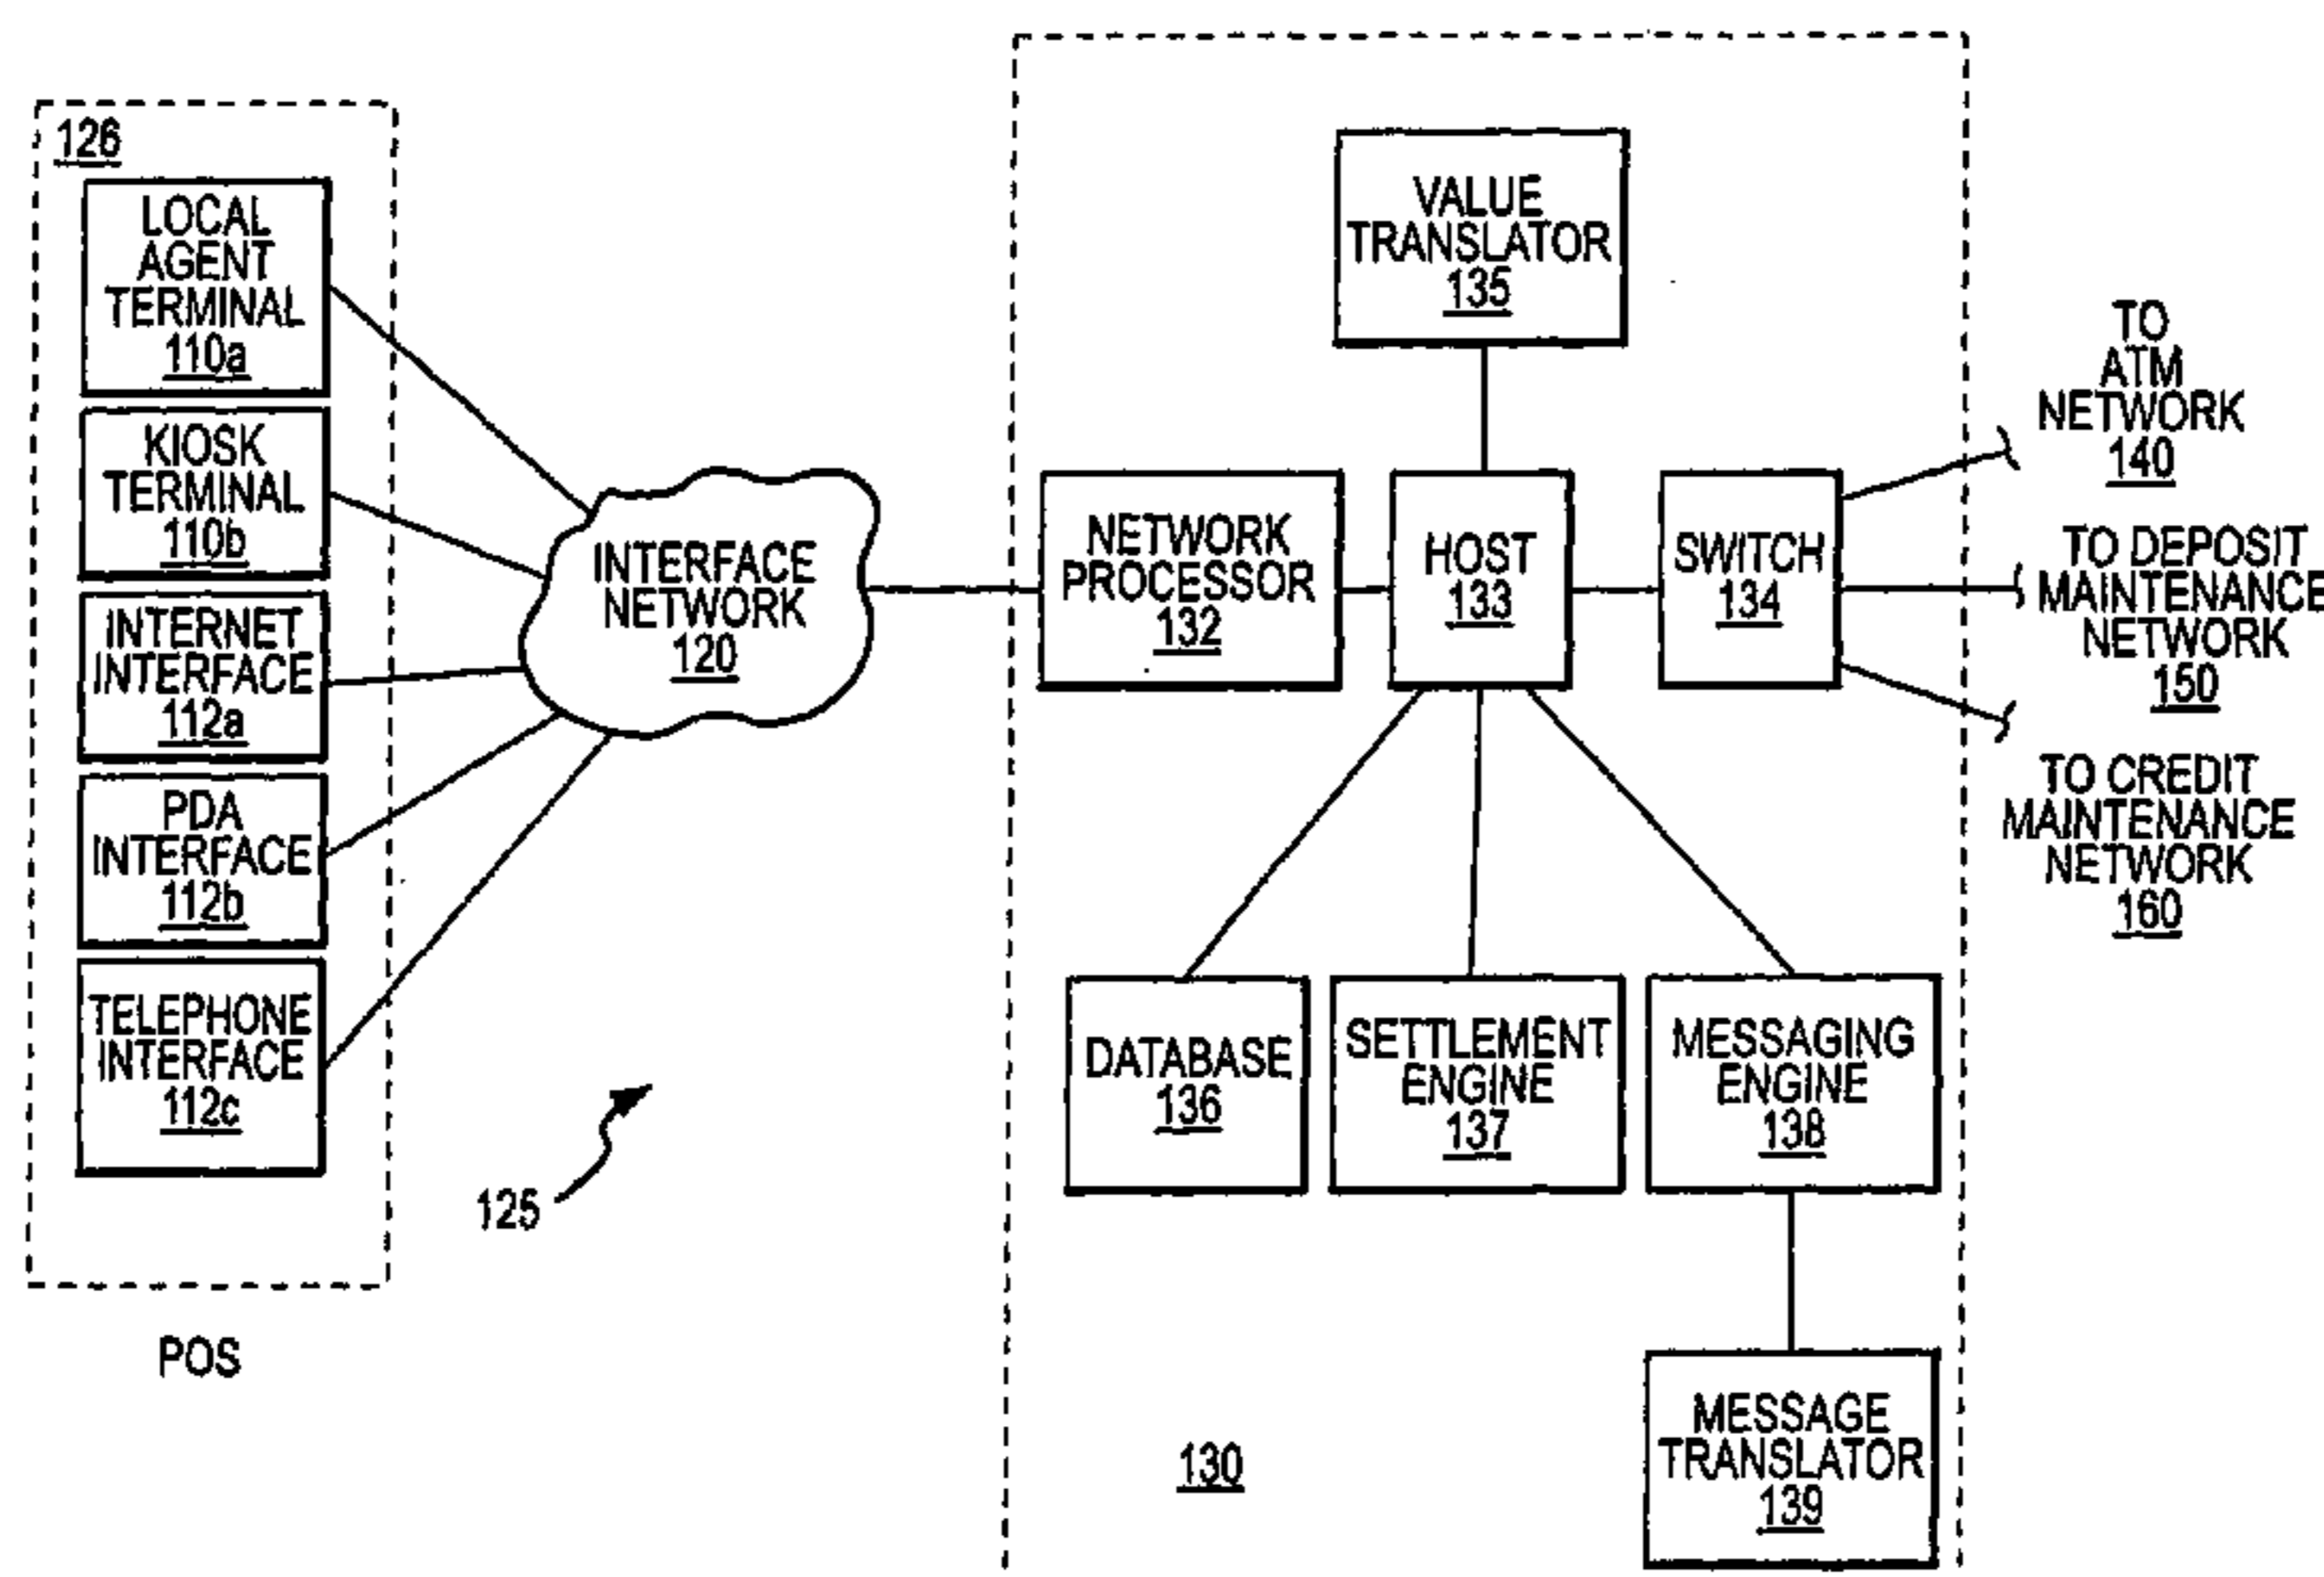 126
LOCAL
AGENT
TERMINAL
110a
KIOSK
TERMINAL
110b
INTERNET
INTERFACE
112a
PDA
INTERFACE
112b
TELEPHONE
INTERFACE
112c
POS
125
INTERFACE
NETWORK
120
VALUE
TRANSLATOR
135
NETWORK
PROCESSOR
132
HOST
133
SWITCH
134
DATABASE
136
SETTLEMENT
ENGINE
137
MESSAGING
ENGINE
138
MESSAGE
TRANSLATOR
139
130
TO
ATM
NETWORK
140
TO DEPOSIT
MAINTENANCE
NETWORK
150
TO CREDIT
MAINTENANCE
NETWORK
160